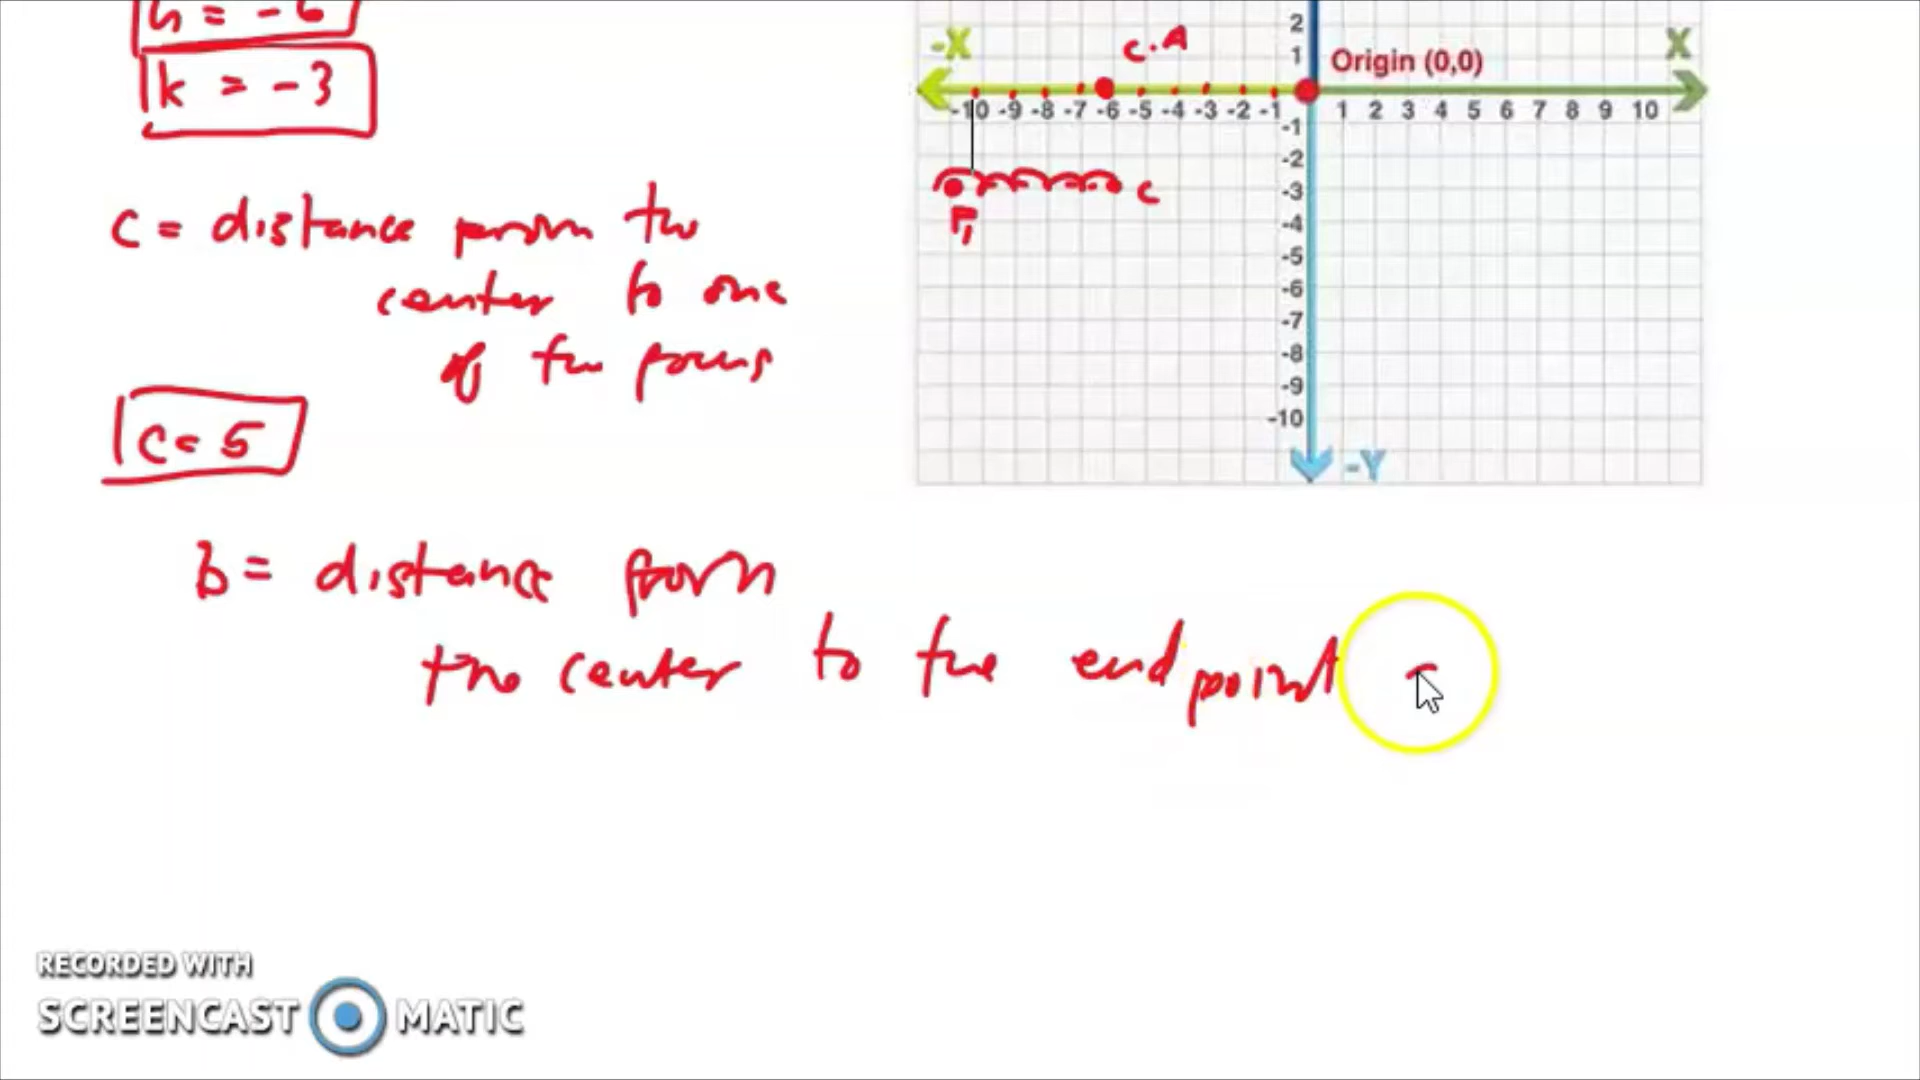 h = -6
k = -3
c = distance from the
center to one
of the focus
c = 5
b = distance from
the center to the endpoint
2
1
-X
C.A
X
Origin (0,0)
-10 -9 -8 -7 -6 -5 -4 -3 -2 -1 1 2 3 4 5 6 7 8 9 10
-1
-2
-3
C
F1
-4
-5
-6
-7
-8
-9
-10
-Y
RECORDED WITH
SCREENCAST MATIC